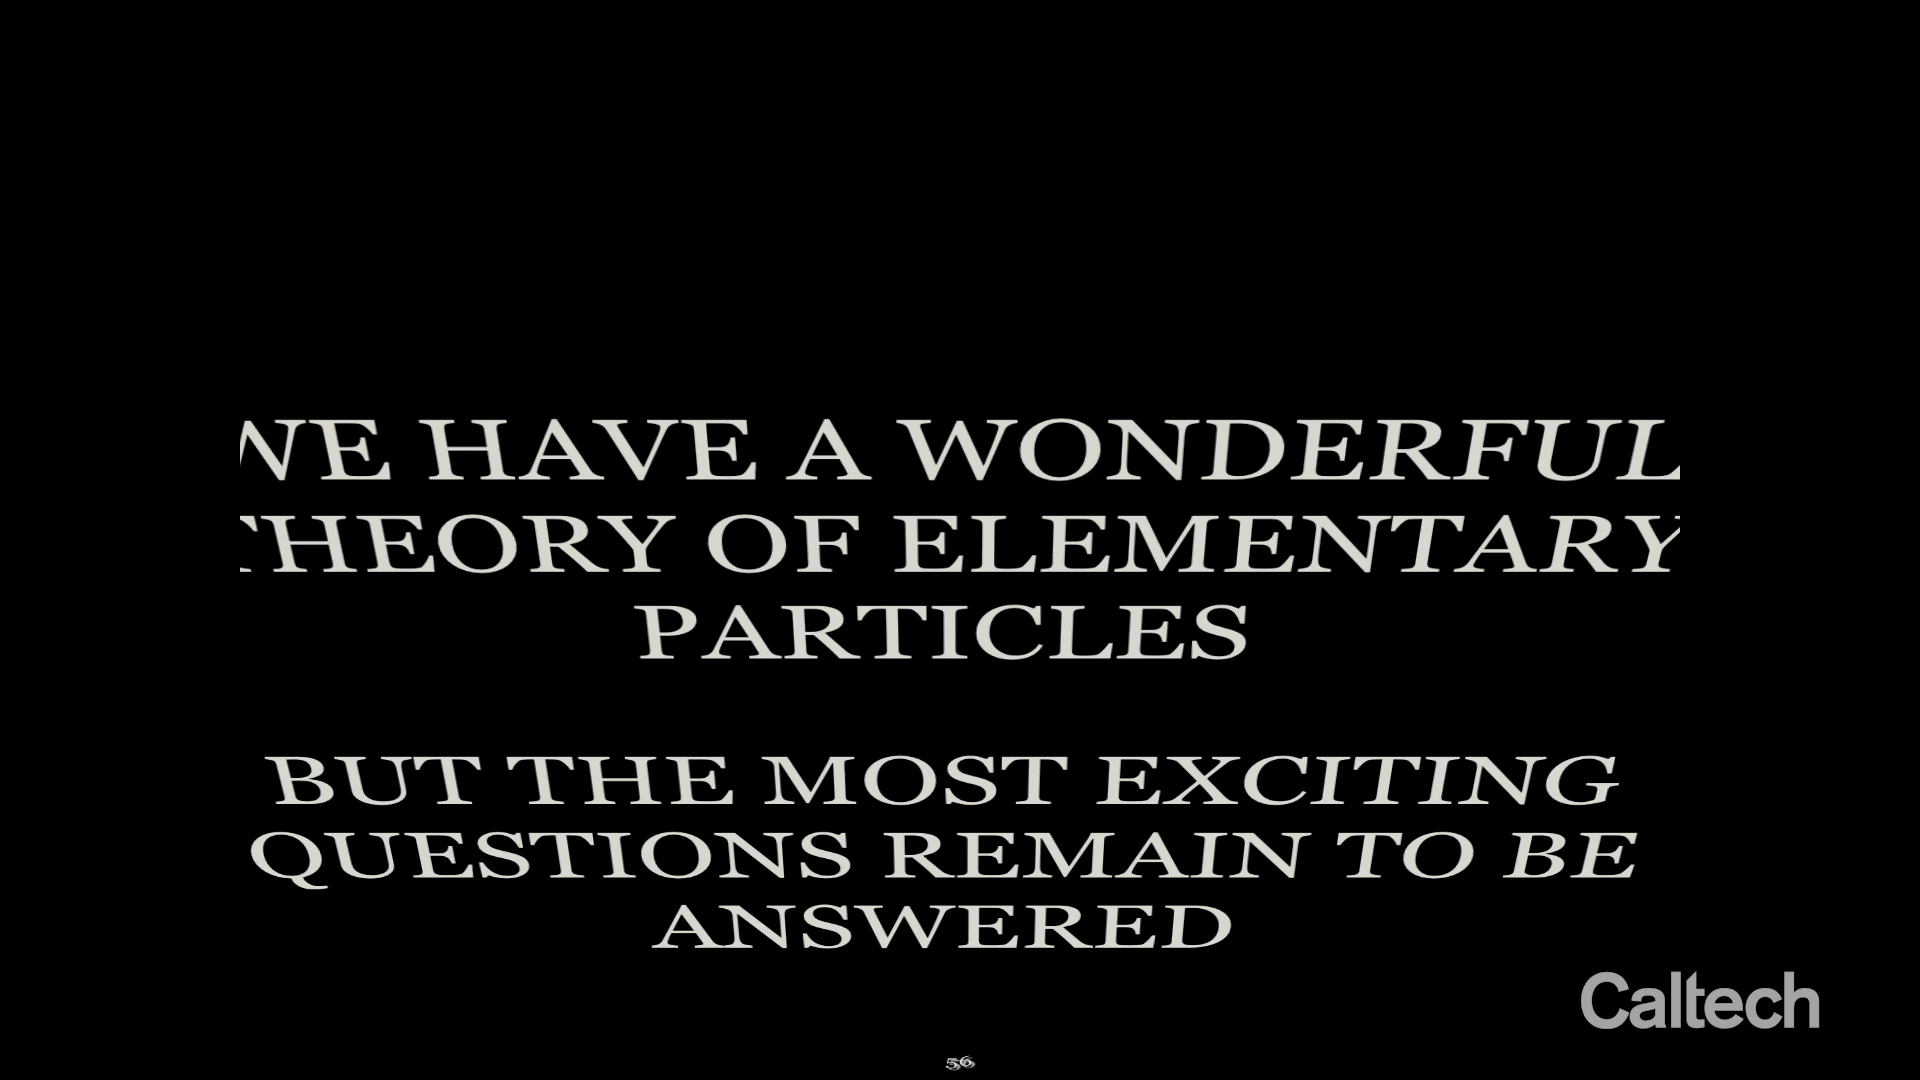 WE HAVE A WONDERFUL
THEORY OF ELEMENTARY
PARTICLES
BUT THE MOST EXCITING
QUESTIONS REMAIN TO BE
ANSWERED
Caltech
56